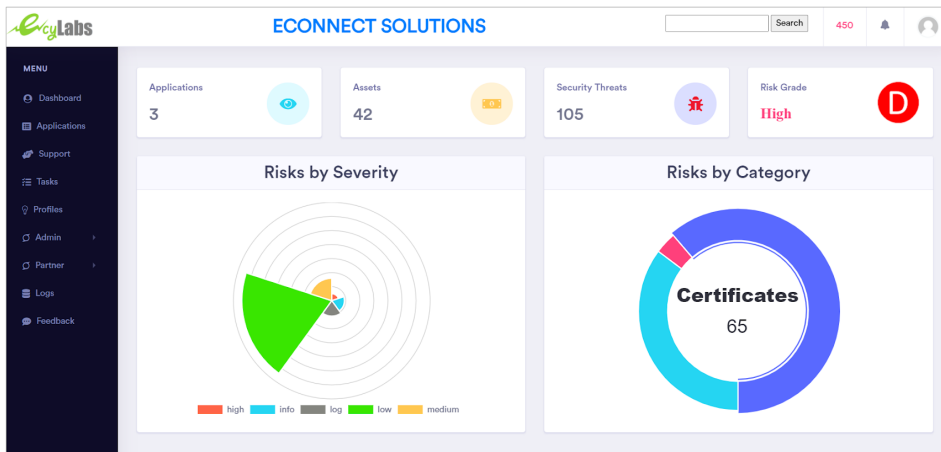 EncyLabs
ECONNECT SOLUTIONS
Search
450
MENU
Dashboard
Applications
Support
Tasks
Profiles
Admin
Partner
Logs
Feedback
Applications
3
Assets
42
Security Threats
105
Risk Grade
High
D
Risks by Severity
high info log low medium
Risks by Category
Certificates
65